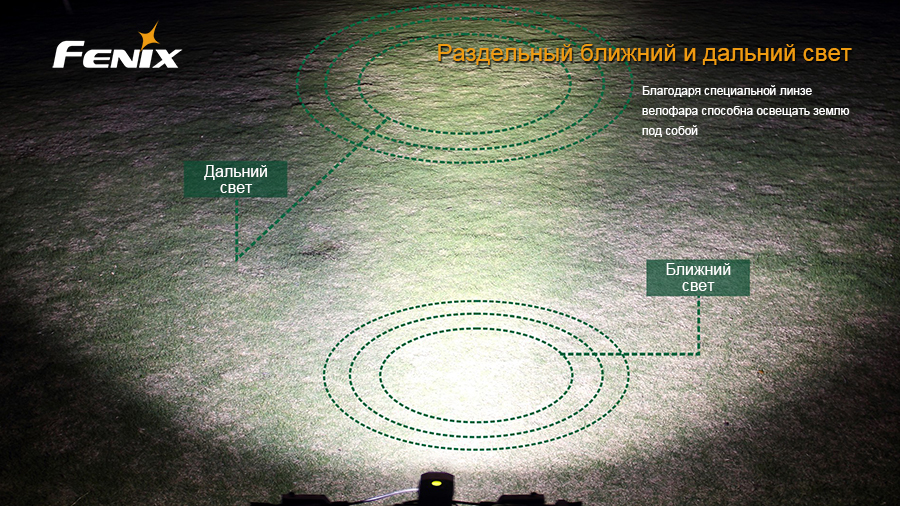 FENIX
Раздельный ближний и дальний свет
Благодаря специальной линзе
велофара способна освещать землю
под собой
Дальний
свет
Ближний
свет